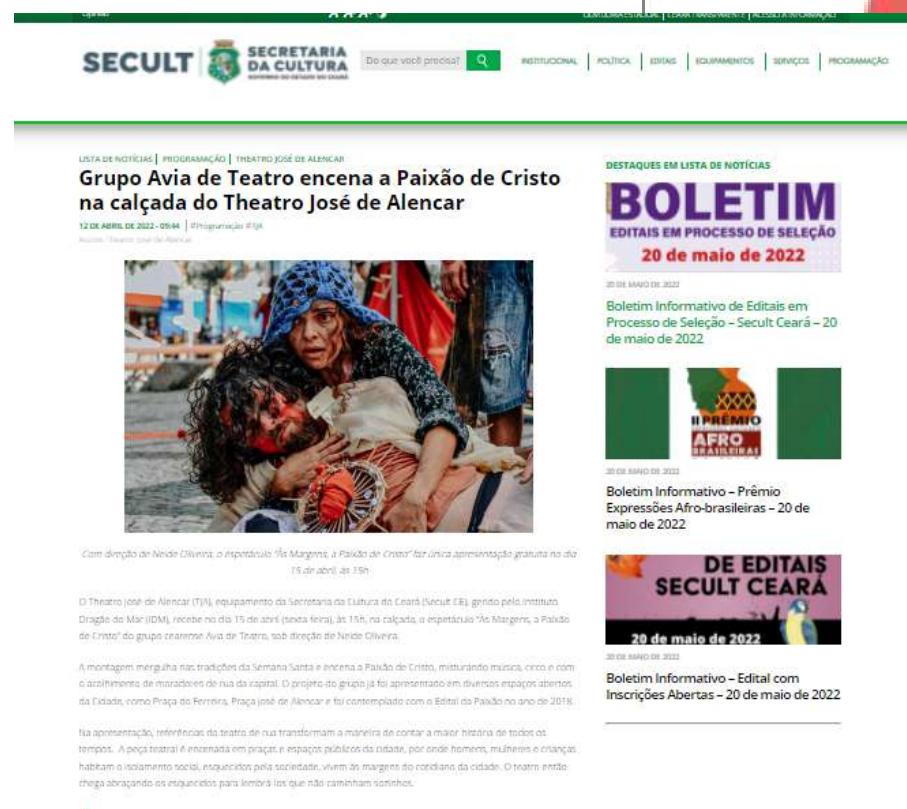 Opinião
A A A
OUVIDORIA ESTADUAL | CEARÁ TRANSPARENTE | ACESSO À INFORMAÇÃO
SECULT SECRETARIA DA CULTURA
GOVERNO DO ESTADO DO CEARÁ
Do que você precisa?
INSTITUCIONAL | POLÍTICA | EDITAIS | EQUIPAMENTOS | SERVIÇOS | PROGRAMAÇÃO
LISTA DE NOTÍCIAS | PROGRAMAÇÃO | THEATRO JOSÉ DE ALENCAR
Grupo Avia de Teatro encena a Paixão de Cristo
na calçada do Theatro José de Alencar
12 DE ABRIL DE 2022 - 09:44 | #Programação #TJA
Com direção de Neide Oliveira, o espetáculo "Às Margens, a Paixão de Cristo" faz única apresentação gratuita no dia
15 de abril, às 15h
O Theatro José de Alencar (TJA), equipamento da Secretaria da Cultura do Ceará (Secult CE), gerido pelo Instituto
Dragão do Mar (IDM), recebe no dia 15 de abril (sexta feira), às 15h, na calçada, o espetáculo "As Margens, a Paixão
de Cristo" do grupo cearense Avia de Teatro, sob direção de Neide Oliveira.
A montagem mergulha nas tradições da Semana Santa e encena a Paixão de Cristo, misturando música, circo e com
o acolhimento de moradores de rua da capital. O projeto do grupo já foi apresentado em diversos espaços abertos
da Cidade, como Praça do Ferreira, Praça José de Alencar e foi contemplado com o Edital da Paixão no ano de 2018.
Na apresentação, referências do teatro de rua transformam a maneira de contar a maior história de todos os
tempos. A peça teatral é encenada em praças e espaços públicos da cidade, por onde homens, mulheres e crianças
habitam o isolamento social, esquecidos pela sociedade, vivem às margens do cotidiano da cidade. O teatro então
chega abraçando os esquecidos para lembrá los que não caminham sozinhos.
DESTAQUES EM LISTA DE NOTÍCIAS
BOLETIM
EDITAIS EM PROCESSO DE SELEÇÃO
20 de maio de 2022
20 DE MAIO DE 2022
Boletim Informativo de Editais em
Processo de Seleção – Secult Ceará – 20
de maio de 2022
II PRÊMIO
AFRO
BRASILEIRAS
20 DE MAIO DE 2022
Boletim Informativo – Prêmio
Expressões Afro-brasileiras – 20 de
maio de 2022
DE EDITAIS
SECULT CEARÁ
20 de maio de 2022
20 DE MAIO DE 2022
Boletim Informativo – Edital com
Inscrições Abertas – 20 de maio de 2022